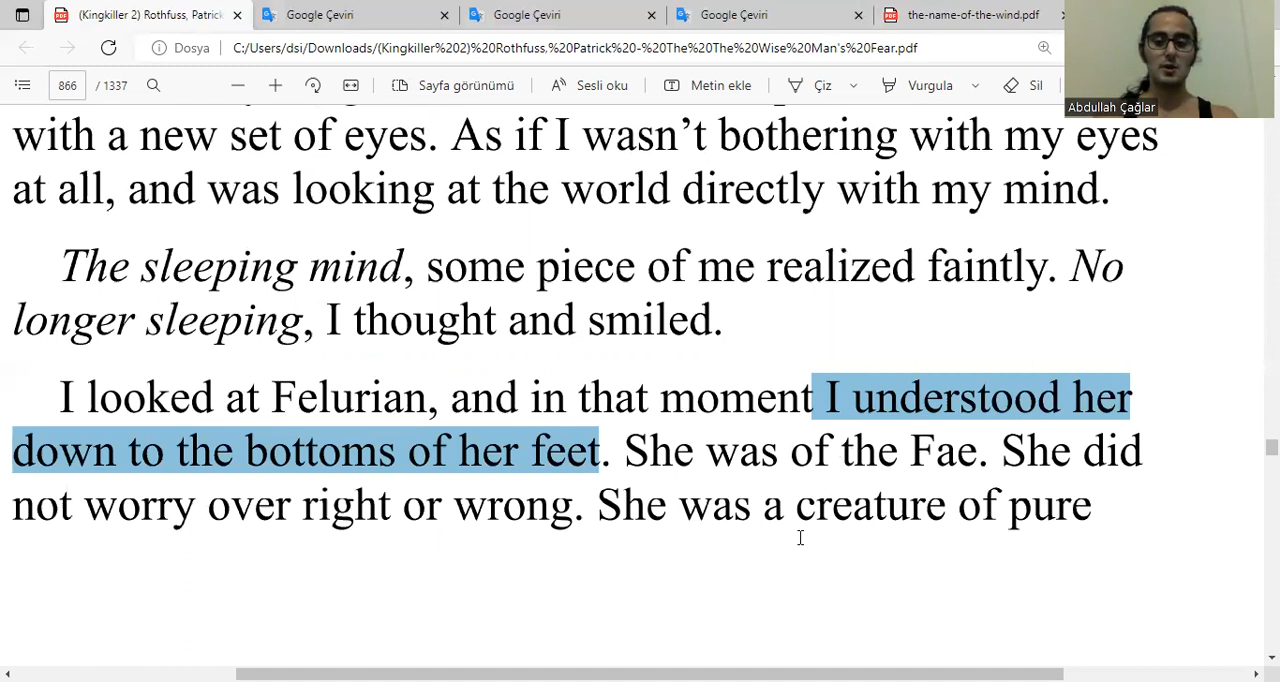 (Kingkiller 2) Rothfuss, Patrick
Google Çeviri
Google Çeviri
Google Çeviri
the-name-of-the-wind.pdf
Dosya
C:/Users/dsi/Downloads/(Kingkiller%202)%20Rothfuss,%20Patrick%20-%20The%20The%20Wise%20Man's%20Fear.pdf
866 / 1337
Sayfa görünümü
Sesli oku
Metin ekle
Çiz
Vurgula
Sil
Abdullah Çağlar
with a new set of eyes. As if I wasn’t bothering with my eyes
at all, and was looking at the world directly with my mind.
The sleeping mind, some piece of me realized faintly. No
longer sleeping, I thought and smiled.
I looked at Felurian, and in that moment I understood her
down to the bottoms of her feet. She was of the Fae. She did
not worry over right or wrong. She was a creature of pure